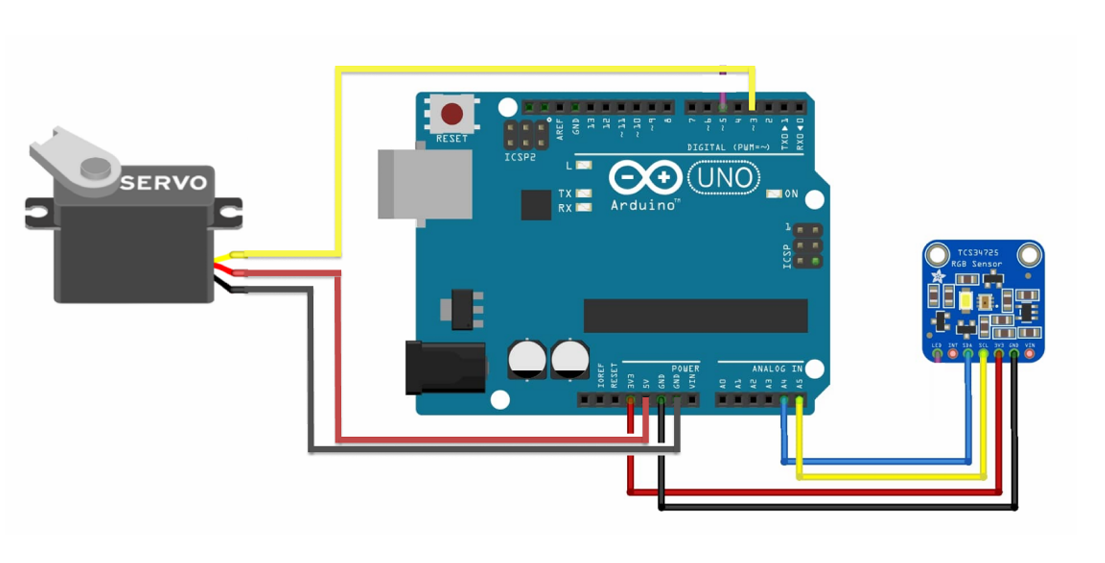 SERVO
RESET
ICSP2
AREF
GND
13
12
~11
~10
~9
8
7
~6
~5
4
~3
2
TX0 ▶ 1
RX0 ◀ 0
DIGITAL (PWM=~)
L
TX
RX
UNO
Arduino™
ON
1
ICSP
IOREF
RESET
3V3
5V
GND
GND
VIN
POWER
ANALOG IN
A0
A1
A2
A3
A4
A5
TCS34725
RGB Sensor
LED
INT
SDA
SCL
3V3
GND
VIN